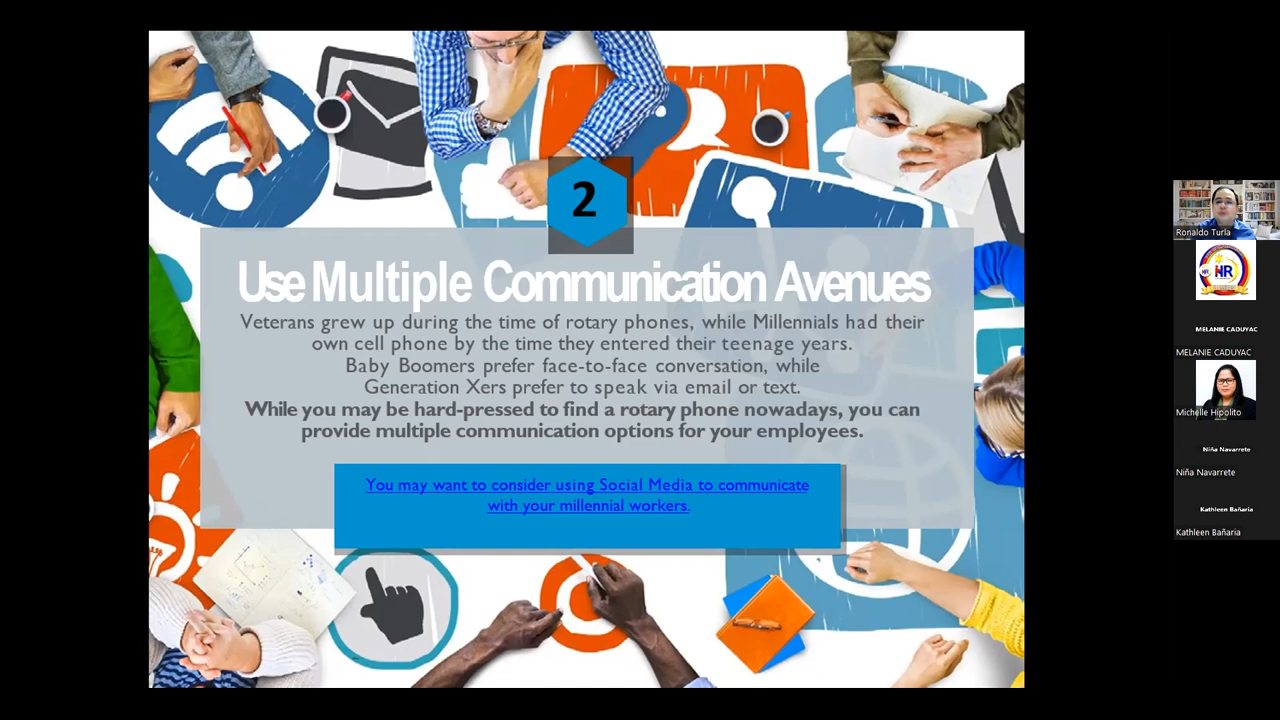 2
Use Multiple Communication Avenues
Veterans grew up during the time of rotary phones, while Millennials had their
own cell phone by the time they entered their teenage years.
Baby Boomers prefer face-to-face conversation, while
Generation Xers prefer to speak via email or text.
While you may be hard-pressed to find a rotary phone nowadays, you can
provide multiple communication options for your employees.
You may want to consider using Social Media to communicate
with your millennial workers.
Ronaldo Turla
HR
MELANIE CADUYAC
MELANIE CADUYAC
Michelle Hipolito
Niña Navarrete
Niña Navarrete
Kathleen Bañaria
Kathleen Bañaria